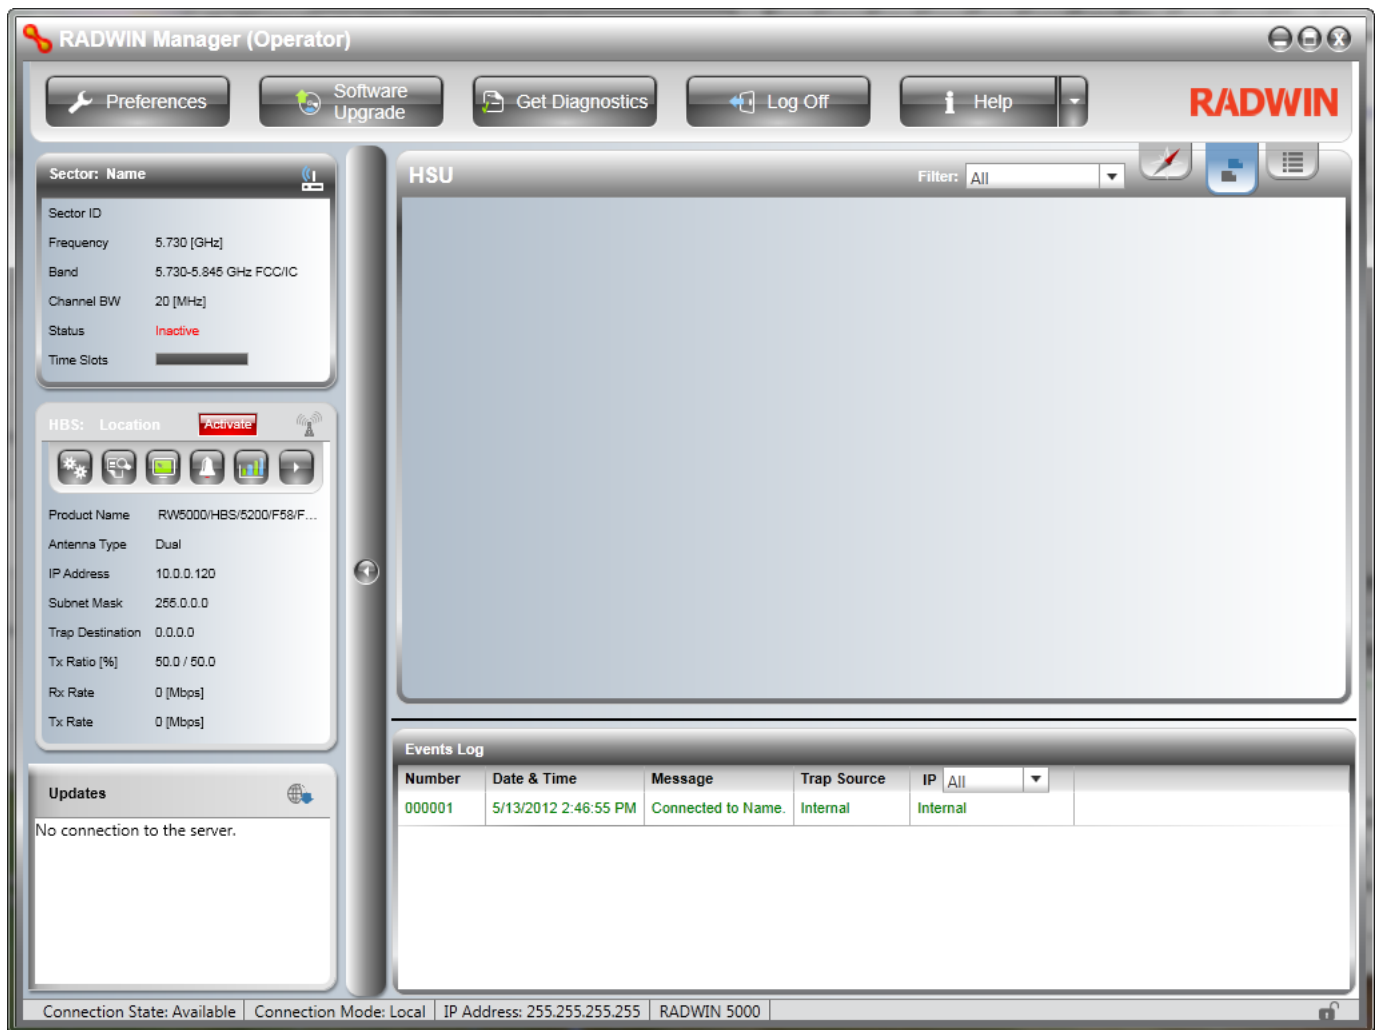 RADWIN Manager (Operator)
Preferences
Software
Upgrade
Get Diagnostics
Log Off
Help
RADWIN
Sector: Name
Sector ID
Frequency 5.730 [GHz]
Band 5.730-5.845 GHz FCC/IC
Channel BW 20 [MHz]
Status Inactive
Time Slots
HBS: Location Activate
Product Name RW5000/HBS/5200/F58/F...
Antenna Type Dual
IP Address 10.0.0.120
Subnet Mask 255.0.0.0
Trap Destination 0.0.0.0
Tx Ratio [%] 50.0 / 50.0
Rx Rate 0 [Mbps]
Tx Rate 0 [Mbps]
Updates
No connection to the server.
HSU Filter: All
Events Log
Number Date & Time Message Trap Source IP All
000001 5/13/2012 2:46:55 PM Connected to Name. Internal Internal
Connection State: Available Connection Mode: Local IP Address: 255.255.255.255 RADWIN 5000